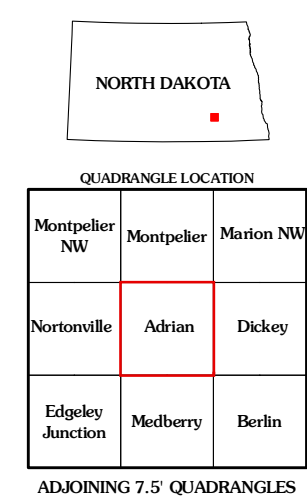 NORTH DAKOTA
QUADRANGLE LOCATION
Montpelier
NW
Montpelier
Marion NW
Nortonville
Adrian
Dickey
Edgeley
Junction
Medberry
Berlin
ADJOINING 7.5' QUADRANGLES